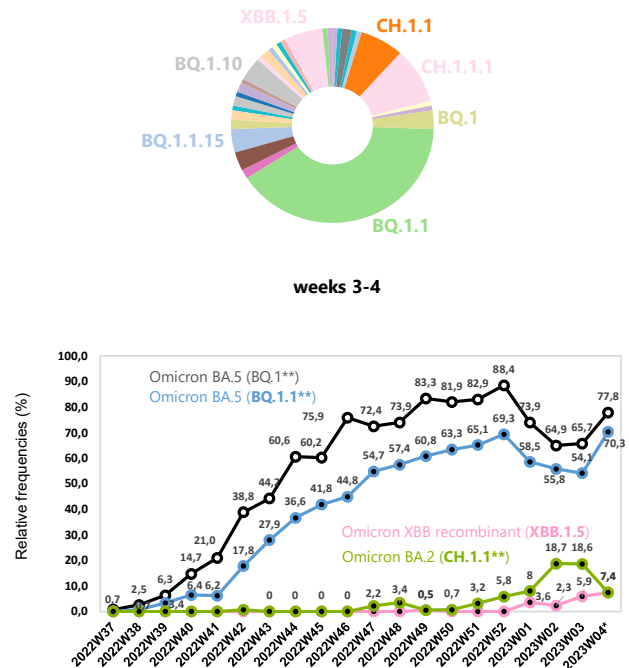 XBB.1.5
CH.1.1
BQ.1.10
CH.1.1.1
BQ.1
BQ.1.1.15
BQ.1.1
weeks 3-4
Relative frequencies (%)
100,0
90,0
80,0
70,0
60,0
50,0
40,0
30,0
20,0
10,0
0,0
Omicron BA.5 (BQ.1**)
Omicron BA.5 (BQ.1.1**)
Omicron XBB recombinant (XBB.1.5)
Omicron BA.2 (CH.1.1**)
0,7 2,5 6,3 14,7 21,0 38,8 44,2 60,6 60,2 75,9 72,4 73,9 83,3 81,9 82,9 88,4 73,9 64,9 65,7 77,8
3,4 6,4 6,2 17,8 27,9 36,6 41,8 44,8 54,7 57,4 60,8 63,3 65,1 69,3 58,5 55,8 54,1 70,3
0 0 0 0 2,2 3,4 0,5 0,7 3,2 5,8 8 18,7 18,6 7,4
3,6 2,3 5,9
2022W37 2022W38 2022W39 2022W40 2022W41 2022W42 2022W43 2022W44 2022W45 2022W46 2022W47 2022W48 2022W49 2022W50 2022W51 2022W52 2023W01 2023W02 2023W03 2023W04*